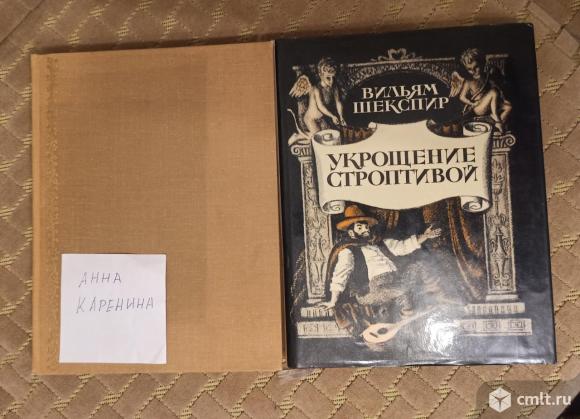 АННА
КАРЕНИНА
ВИЛЬЯМ
ШЕКСПИР
УКРОЩЕНИЕ
СТРОПТИВОЙ
cmlt.ru